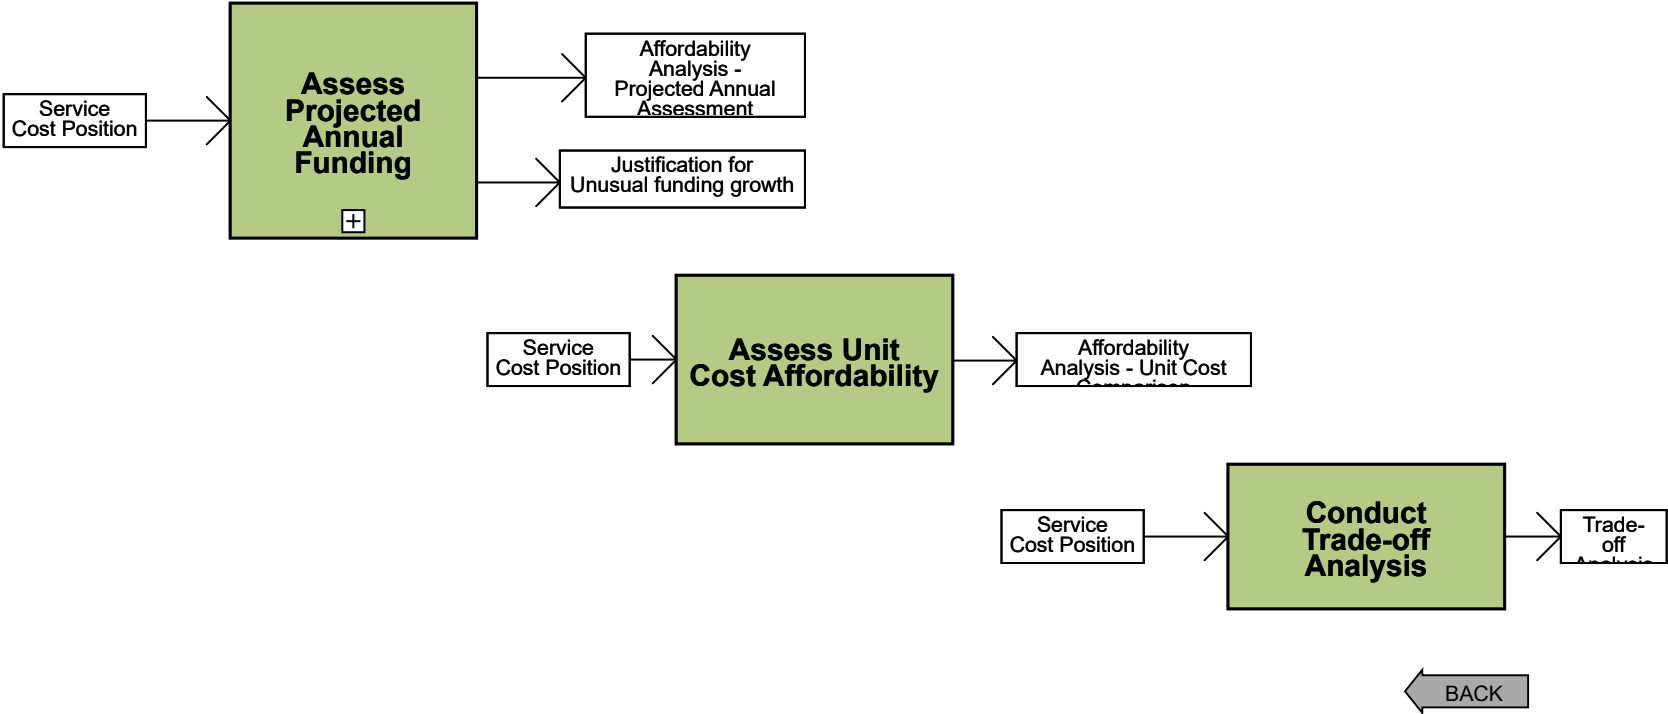 Service
Cost Position
Assess
Projected
Annual
Funding
Affordability
Analysis -
Projected Annual
Assessment
Justification for
Unusual funding growth
Service
Cost Position
Assess Unit
Cost Affordability
Affordability
Analysis - Unit Cost
Comparison
Service
Cost Position
Conduct
Trade-off
Analysis
Trade-
off
Analysis
BACK